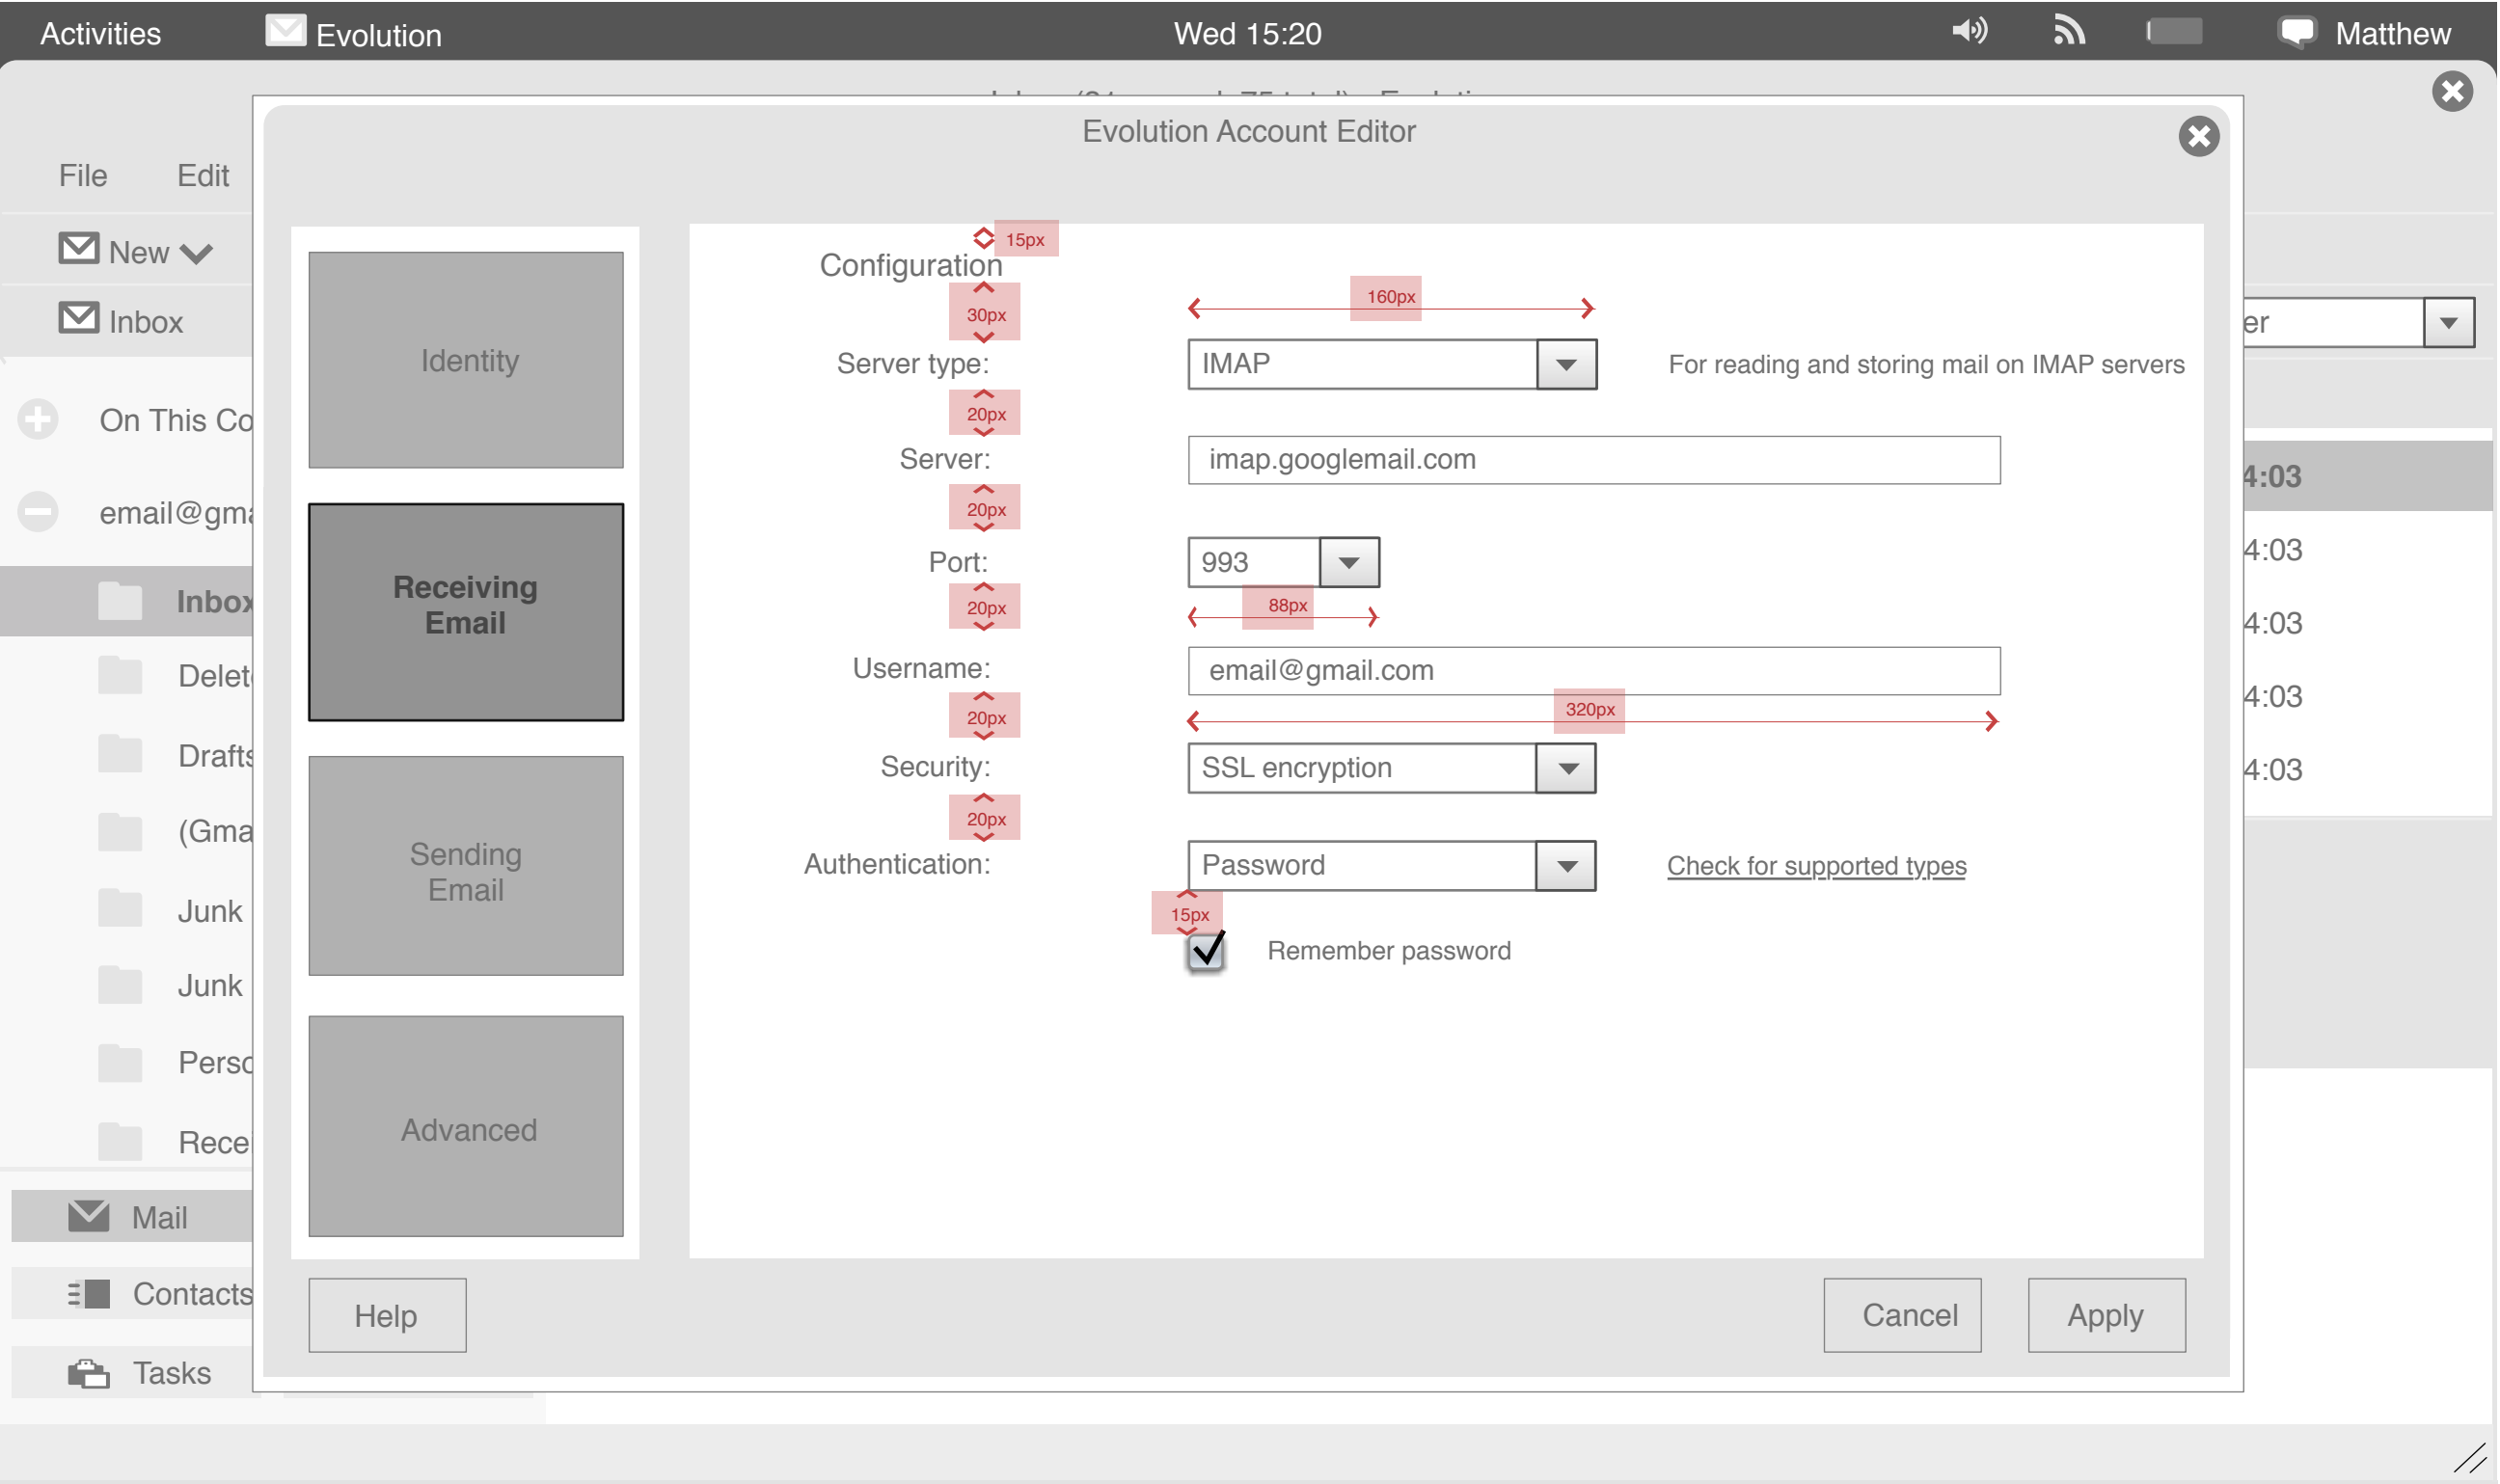 Activities
Evolution
Wed 15:20
Matthew
Evolution Account Editor
File
Edit
New
Inbox
er
On This Co
email@gma
Inbox
Delet
Drafts
(Gma
Junk
Junk
Perso
Recei
Mail
Contacts
Tasks
Identity
Receiving
Email
Sending
Email
Advanced
15px
Configuration
30px
160px
Server type:
IMAP
For reading and storing mail on IMAP servers
20px
Server:
imap.googlemail.com
20px
Port:
993
20px
88px
Username:
email@gmail.com
20px
320px
Security:
SSL encryption
20px
Authentication:
Password
Check for supported types
15px
Remember password
4:03
4:03
4:03
4:03
4:03
Help
Cancel
Apply